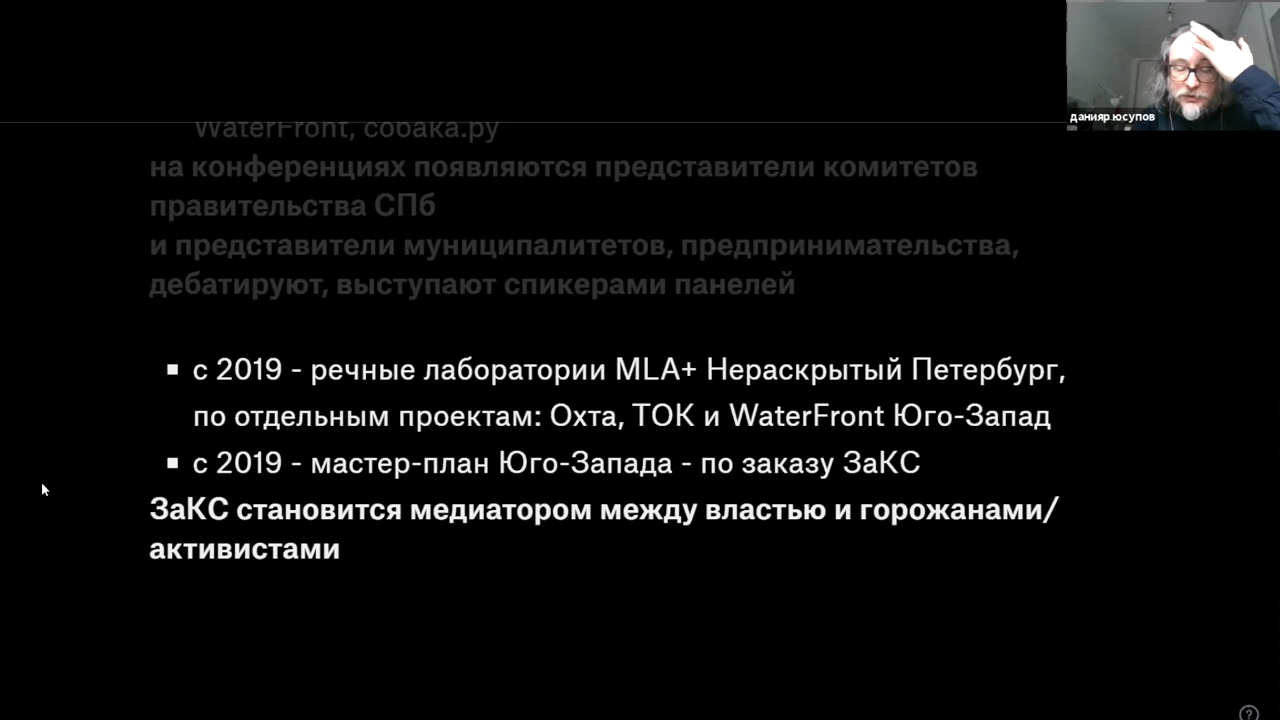 данияр юсупов
WaterFront, собака.ру
на конференциях появляются представители комитетов
правительства СПб
и представители муниципалитетов, предпринимательства,
дебатируют, выступают спикерами панелей
▪ с 2019 - речные лаборатории MLA+ Нераскрытый Петербург,
по отдельным проектам: Охта, ТОК и WaterFront Юго-Запад
▪ с 2019 - мастер-план Юго-Запада - по заказу ЗаКС
ЗаКС становится медиатором между властью и горожанами/
активистами
?